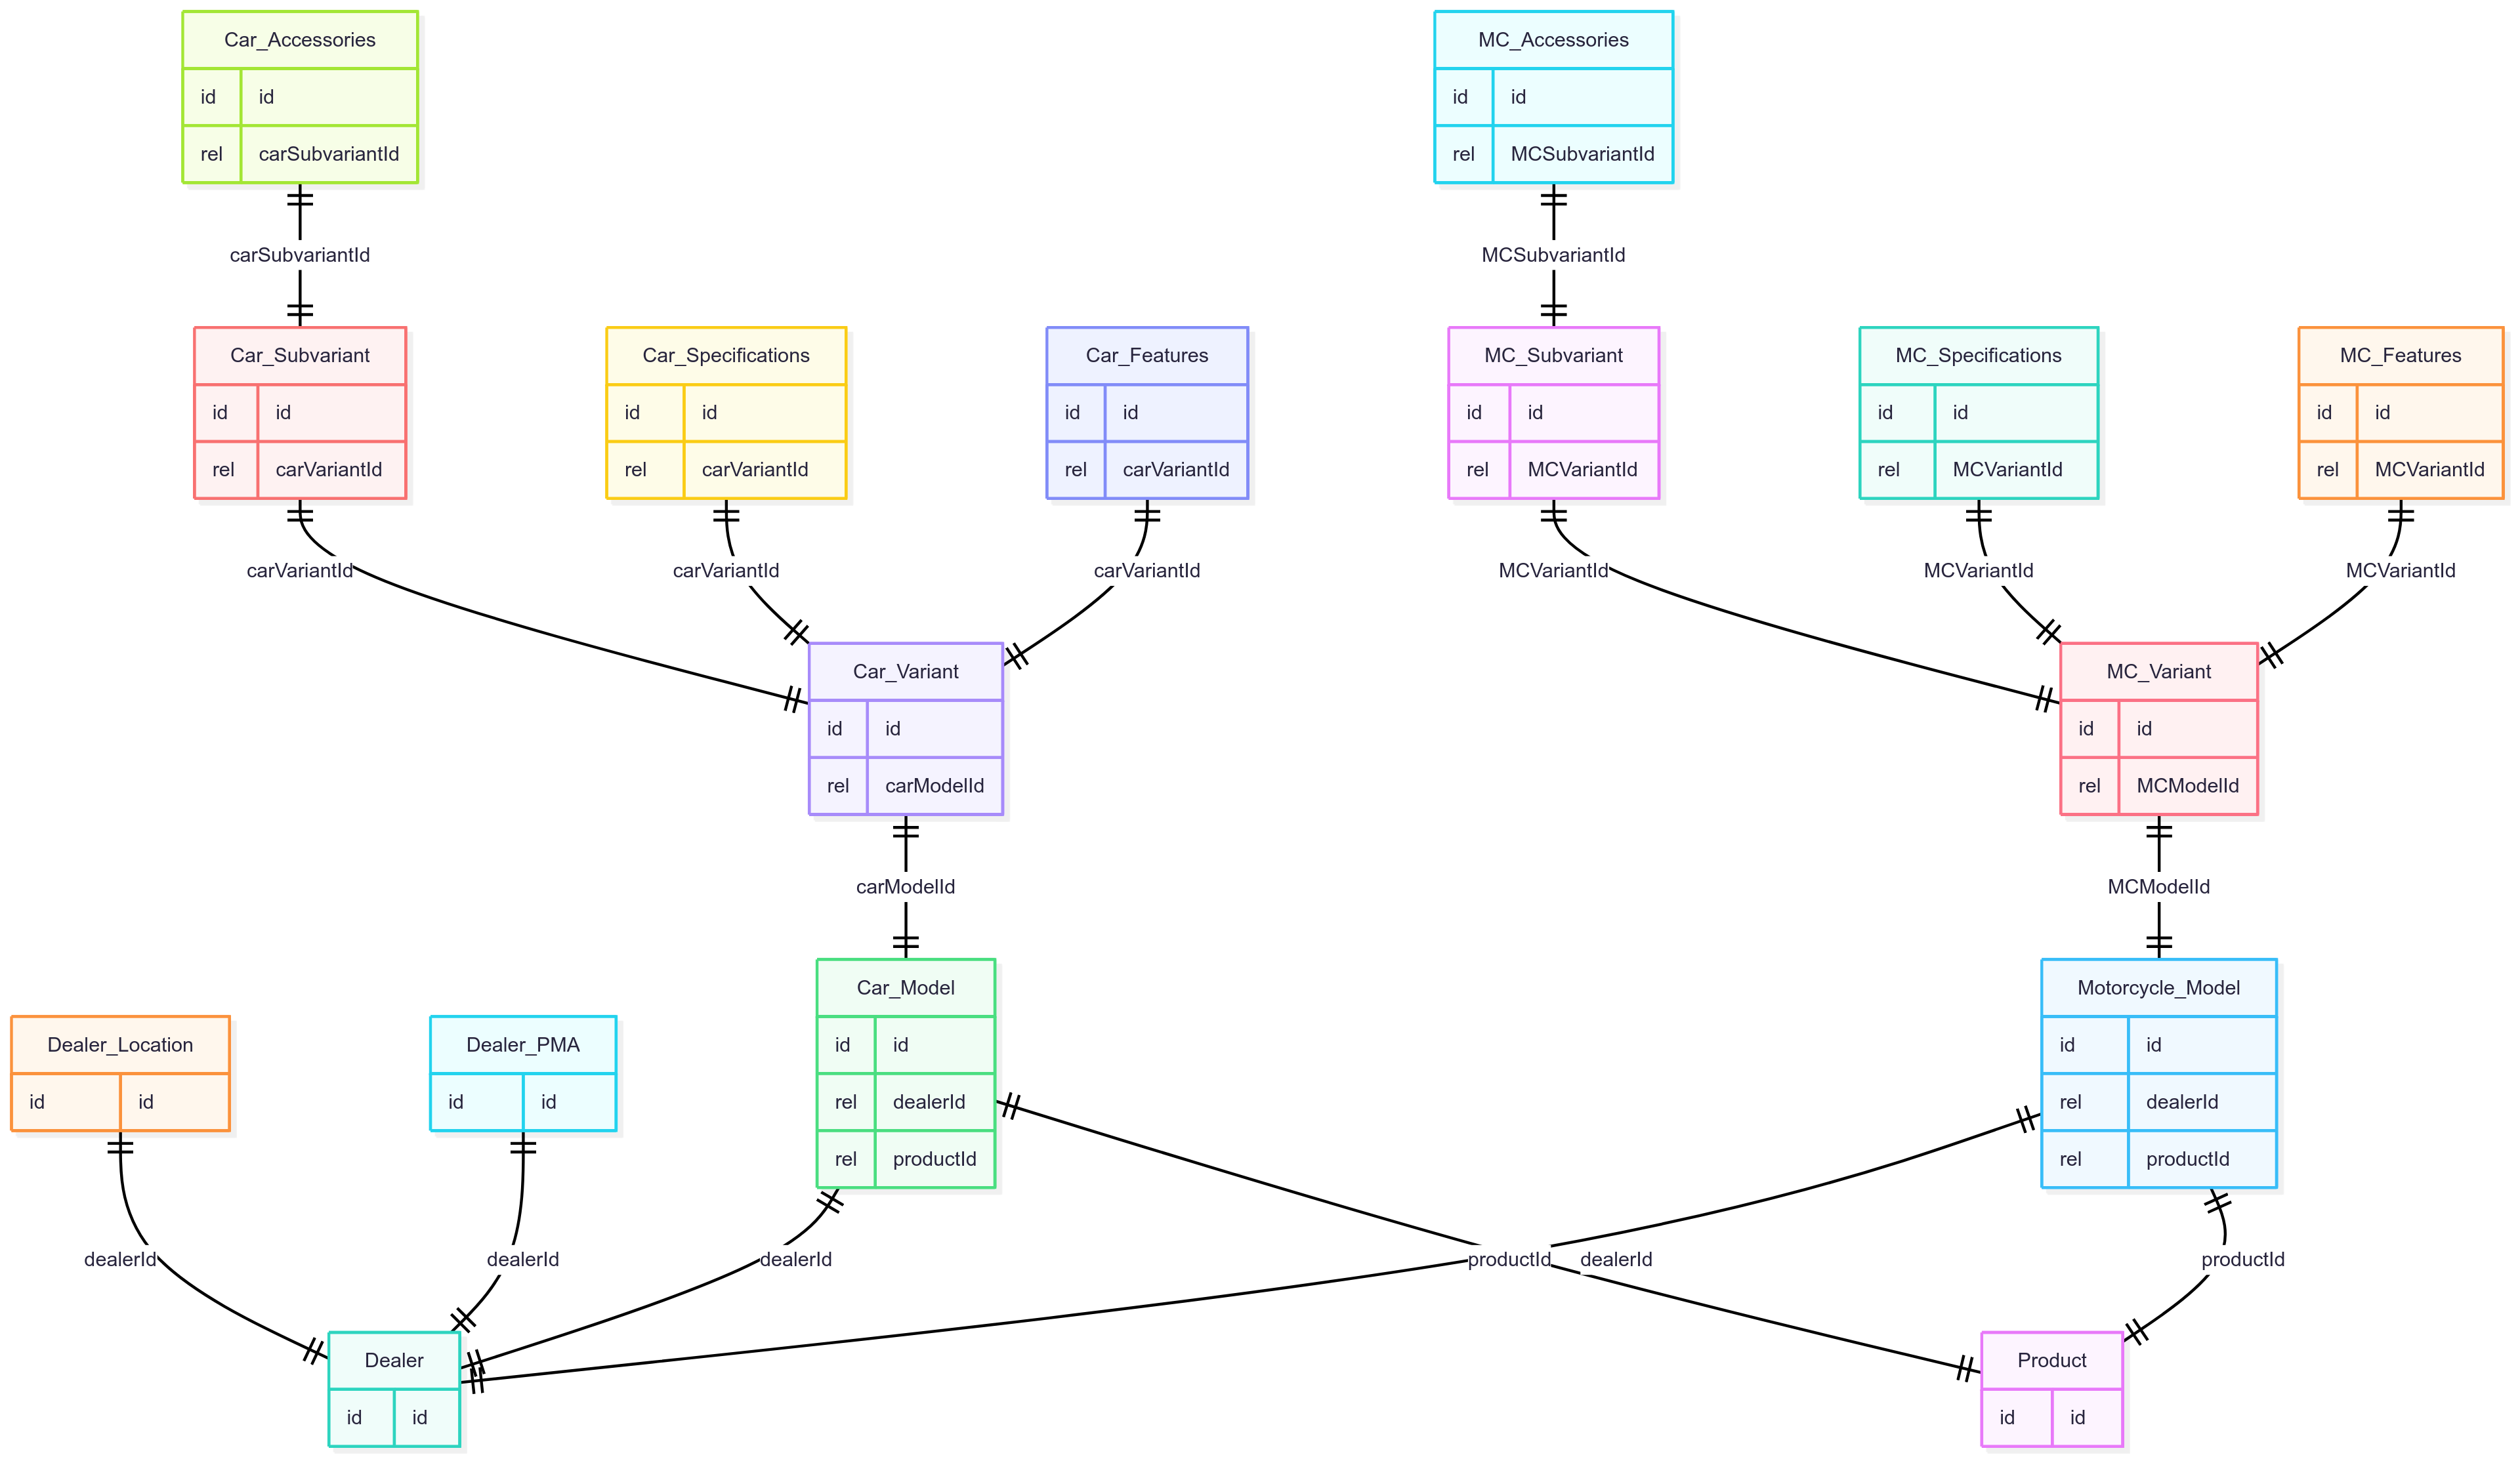 Car_Accessories
id id
rel carSubvariantId
MC_Accessories
id id
rel MCSubvariantId
carSubvariantId
MCSubvariantId
Car_Subvariant
id id
rel carVariantId
Car_Specifications
id id
rel carVariantId
Car_Features
id id
rel carVariantId
MC_Subvariant
id id
rel MCVariantId
MC_Specifications
id id
rel MCVariantId
MC_Features
id id
rel MCVariantId
carVariantId
carVariantId
carVariantId
MCVariantId
MCVariantId
MCVariantId
Car_Variant
id id
rel carModelId
MC_Variant
id id
rel MCModelId
carModelId
MCModelId
Dealer_Location
id id
Dealer_PMA
id id
Car_Model
id id
rel dealerId
rel productId
Motorcycle_Model
id id
rel dealerId
rel productId
dealerId
dealerId
dealerId
productId
dealerId
productId
Dealer
id id
Product
id id